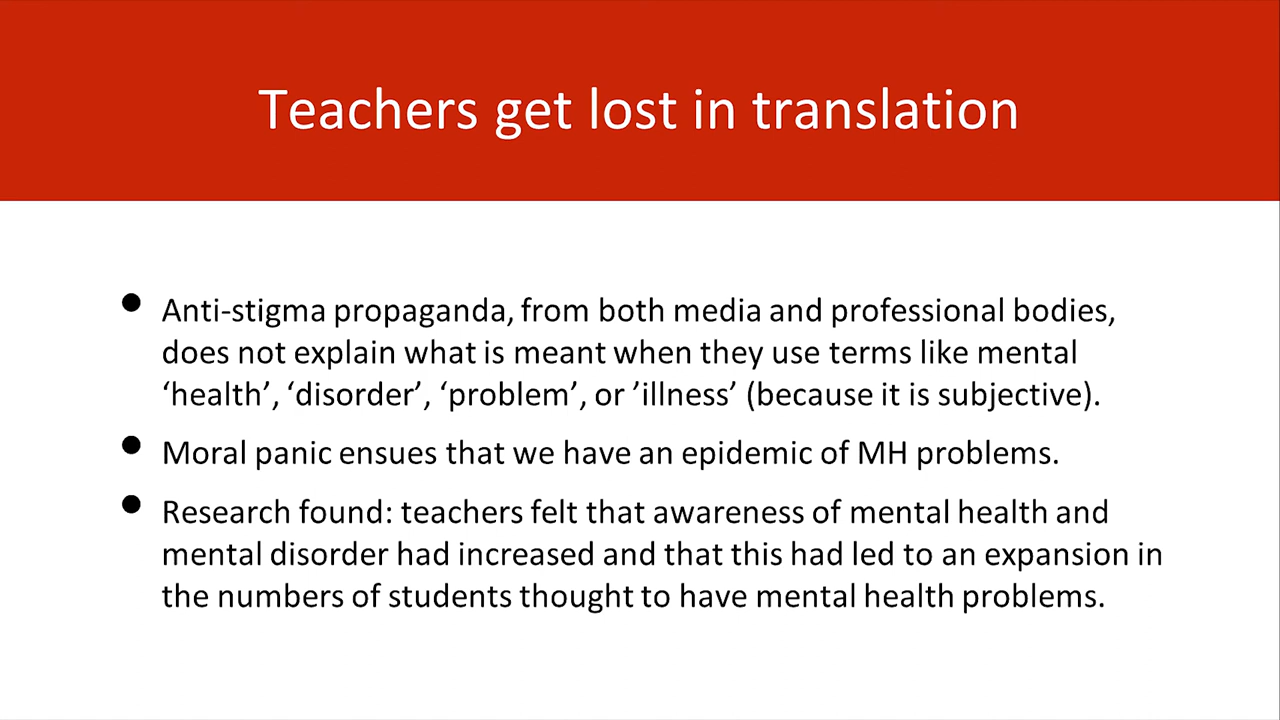 Teachers get lost in translation
• Anti-stigma propaganda, from both media and professional bodies,
does not explain what is meant when they use terms like mental
‘health’, ‘disorder’, ‘problem’, or ’illness’ (because it is subjective).
• Moral panic ensues that we have an epidemic of MH problems.
• Research found: teachers felt that awareness of mental health and
mental disorder had increased and that this had led to an expansion in
the numbers of students thought to have mental health problems.